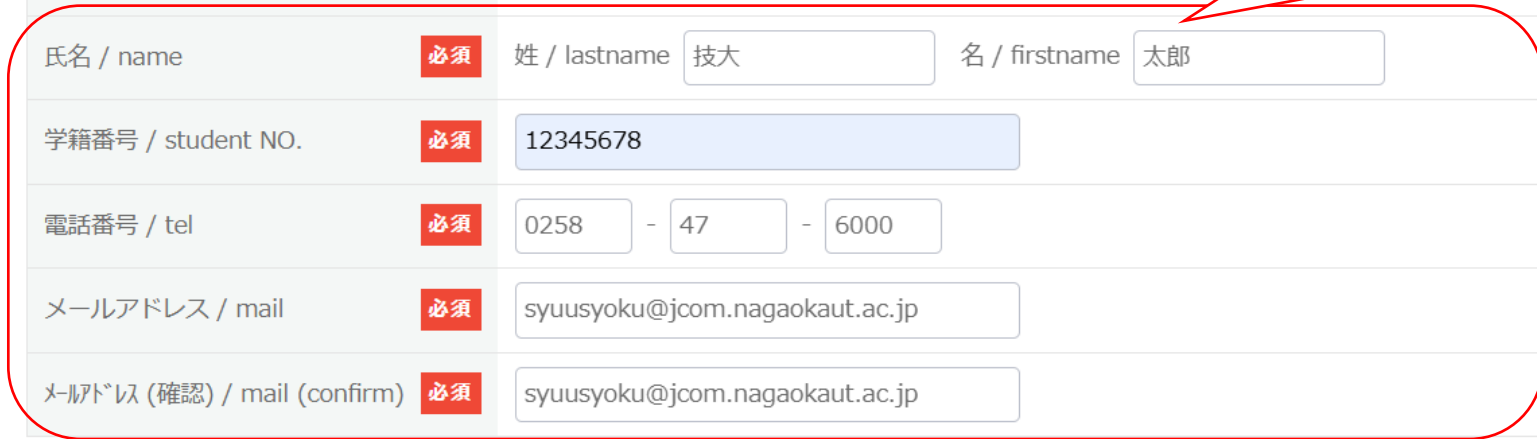 氏名 / name 必須 姓 / lastname 技大 名 / firstname 太郎
学籍番号 / student NO. 必須 12345678
電話番号 / tel 必須 0258 - 47 - 6000
メールアドレス / mail 必須 syuusyoku@jcom.nagaokaut.ac.jp
ﾒｰﾙｱﾄﾞﾚｽ (確認) / mail (confirm) 必須 syuusyoku@jcom.nagaokaut.ac.jp